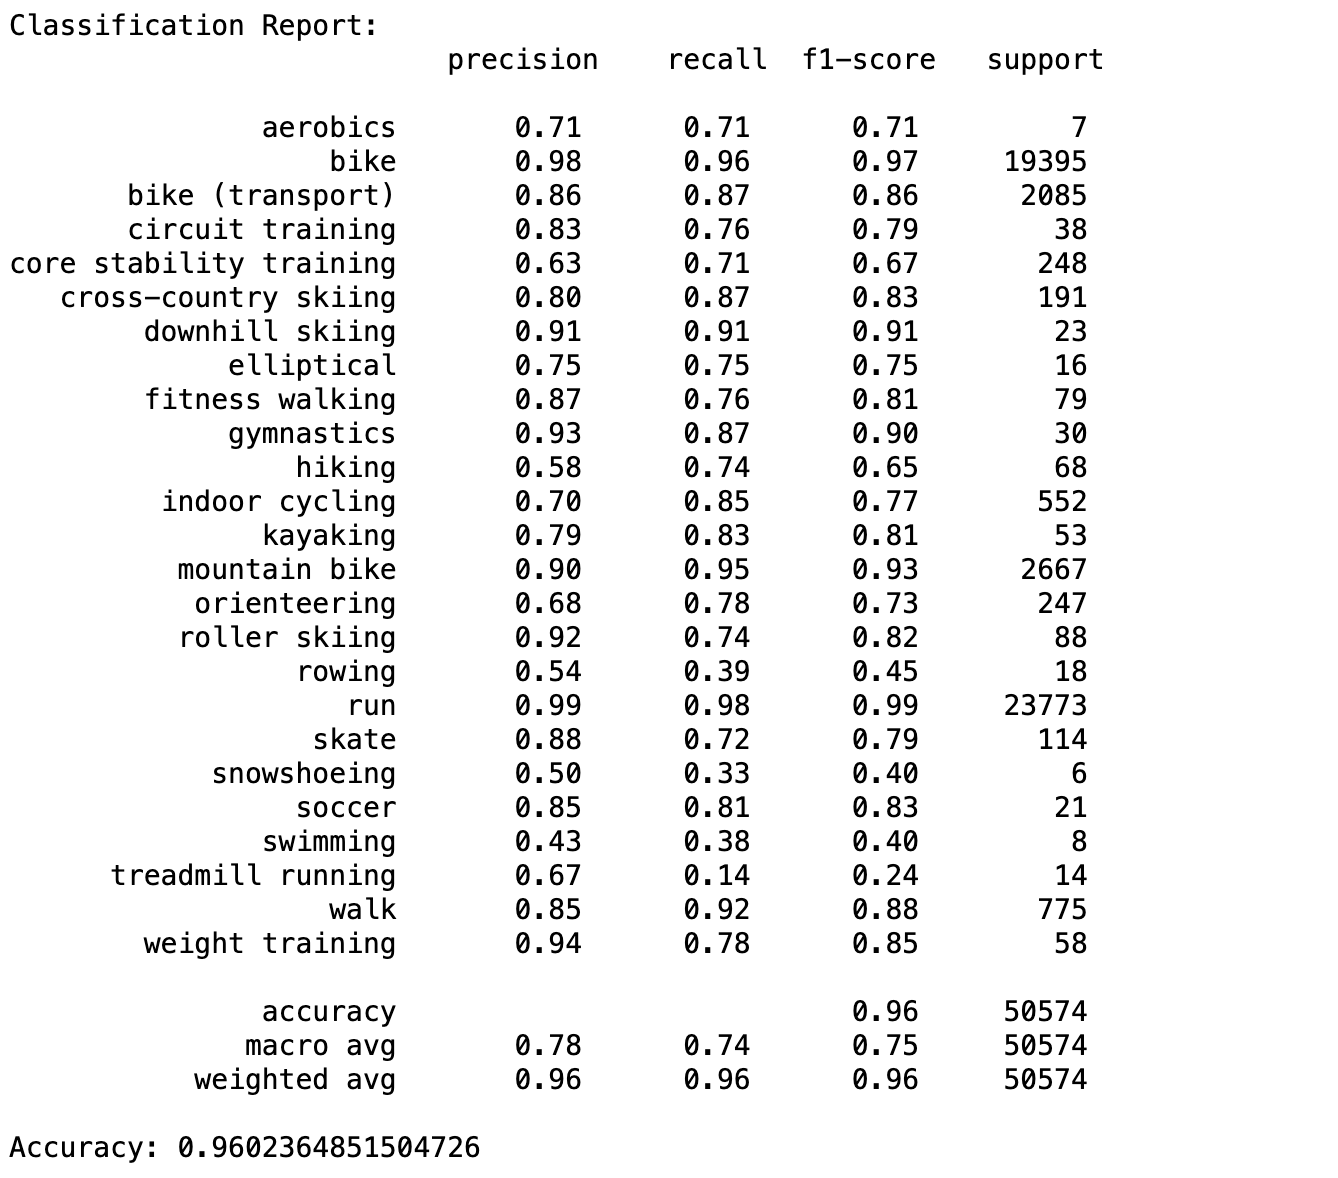 Classification Report:
precision recall f1-score support
aerobics 0.71 0.71 0.71 7
bike 0.98 0.96 0.97 19395
bike (transport) 0.86 0.87 0.86 2085
circuit training 0.83 0.76 0.79 38
core stability training 0.63 0.71 0.67 248
cross-country skiing 0.80 0.87 0.83 191
downhill skiing 0.91 0.91 0.91 23
elliptical 0.75 0.75 0.75 16
fitness walking 0.87 0.76 0.81 79
gymnastics 0.93 0.87 0.90 30
hiking 0.58 0.74 0.65 68
indoor cycling 0.70 0.85 0.77 552
kayaking 0.79 0.83 0.81 53
mountain bike 0.90 0.95 0.93 2667
orienteering 0.68 0.78 0.73 247
roller skiing 0.92 0.74 0.82 88
rowing 0.54 0.39 0.45 18
run 0.99 0.98 0.99 23773
skate 0.88 0.72 0.79 114
snowshoeing 0.50 0.33 0.40 6
soccer 0.85 0.81 0.83 21
swimming 0.43 0.38 0.40 8
treadmill running 0.67 0.14 0.24 14
walk 0.85 0.92 0.88 775
weight training 0.94 0.78 0.85 58
accuracy 0.96 50574
macro avg 0.78 0.74 0.75 50574
weighted avg 0.96 0.96 0.96 50574
Accuracy: 0.9602364851504726